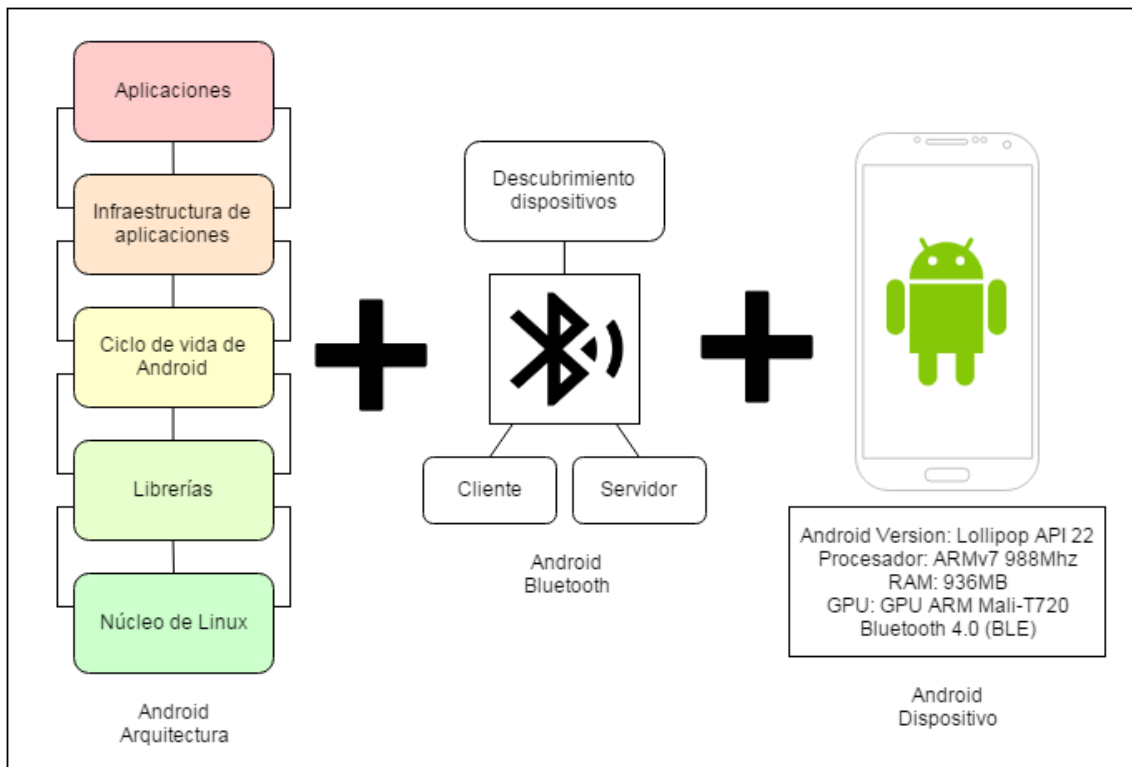 Aplicaciones
Infraestructura de
aplicaciones
Ciclo de vida de
Android
Librerías
Núcleo de Linux
Android
Arquitectura
Descubrimiento
dispositivos
Cliente
Servidor
Android
Bluetooth
Android Version: Lollipop API 22
Procesador: ARMv7 988Mhz
RAM: 936MB
GPU: GPU ARM Mali-T720
Bluetooth 4.0 (BLE)
Android
Dispositivo